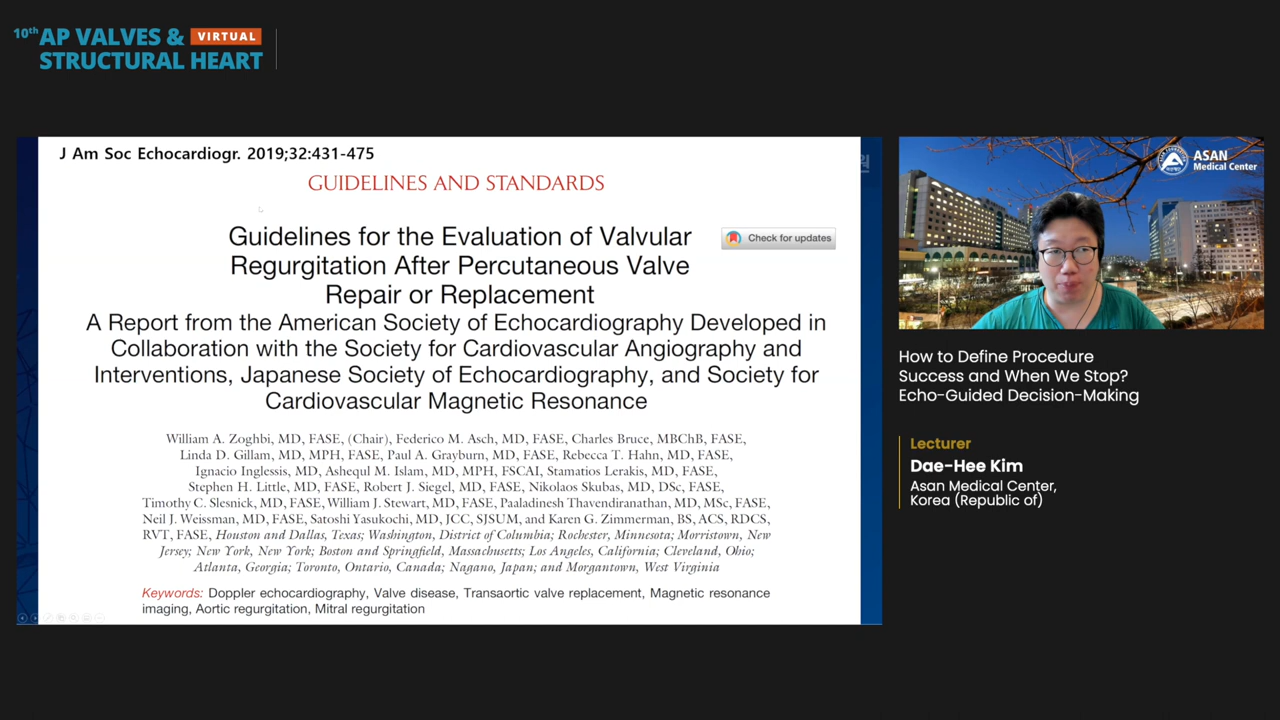 10th AP VALVES & VIRTUAL
STRUCTURAL HEART
J Am Soc Echocardiogr. 2019;32:431-475
GUIDELINES AND STANDARDS
Guidelines for the Evaluation of Valvular
Regurgitation After Percutaneous Valve
Repair or Replacement
Check for updates
A Report from the American Society of Echocardiography Developed in
Collaboration with the Society for Cardiovascular Angiography and
Interventions, Japanese Society of Echocardiography, and Society for
Cardiovascular Magnetic Resonance
William A. Zoghbi, MD, FASE, (Chair), Federico M. Asch, MD, FASE, Charles Bruce, MBChB, FASE,
Linda D. Gillam, MD, MPH, FASE, Paul A. Grayburn, MD, FASE, Rebecca T. Hahn, MD, FASE,
Ignacio Inglessis, MD, Ashequl M. Islam, MD, MPH, FSCAI, Stamatios Lerakis, MD, FASE,
Stephen H. Little, MD, FASE, Robert J. Siegel, MD, FASE, Nikolaos Skubas, MD, DSc, FASE,
Timothy C. Slesnick, MD, FASE, William J. Stewart, MD, FASE, Paaladinesh Thavendiranathan, MD, MSc, FASE,
Neil J. Weissman, MD, FASE, Satoshi Yasukochi, MD, JCC, SJSUM, and Karen G. Zimmerman, BS, ACS, RDCS,
RVT, FASE, Houston and Dallas, Texas; Washington, District of Columbia; Rochester, Minnesota; Morristown, New
Jersey; New York, New York; Boston and Springfield, Massachusetts; Los Angeles, California; Cleveland, Ohio;
Atlanta, Georgia; Toronto, Ontario, Canada; Nagano, Japan; and Morgantown, West Virginia
Keywords: Doppler echocardiography, Valve disease, Transaortic valve replacement, Magnetic resonance
imaging, Aortic regurgitation, Mitral regurgitation
ASAN
Medical Center
How to Define Procedure
Success and When We Stop?
Echo-Guided Decision-Making
Lecturer
Dae-Hee Kim
Asan Medical Center,
Korea (Republic of)